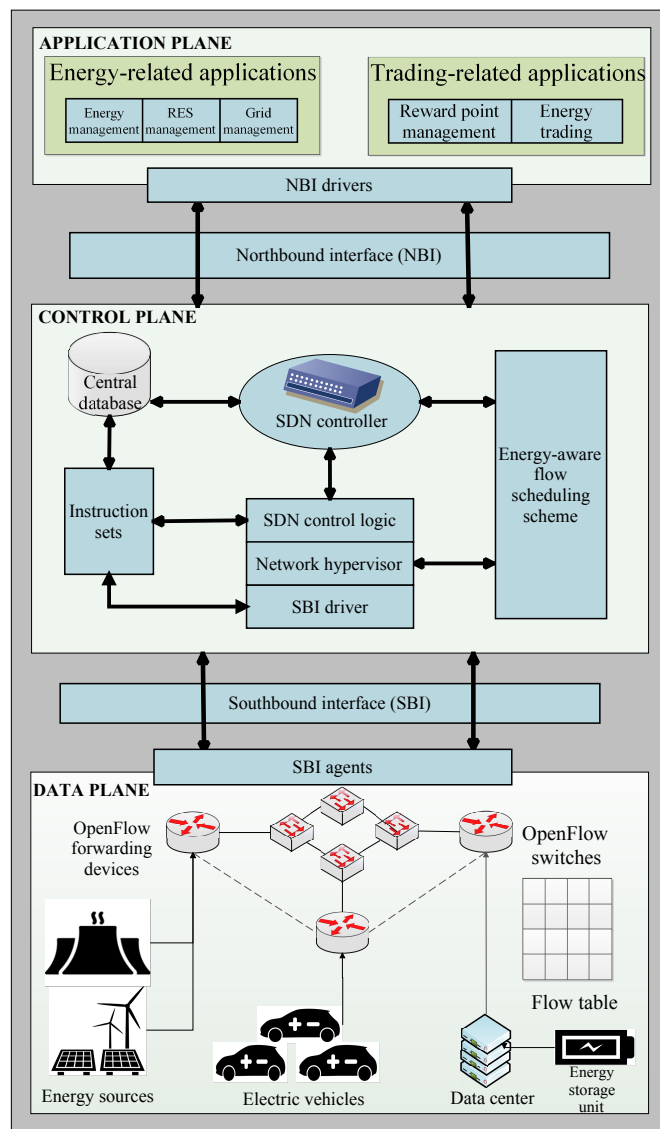 APPLICATION PLANE
Energy-related applications
Energy
management
RES
management
Grid
management
Trading-related applications
Reward point
management
Energy
trading
NBI drivers
Northbound interface (NBI)
CONTROL PLANE
Central
database
SDN controller
Energy-aware
flow
scheduling
scheme
Instruction
sets
SDN control logic
Network hypervisor
SBI driver
Southbound interface (SBI)
SBI agents
DATA PLANE
OpenFlow
forwarding
devices
OpenFlow
switches
Flow table
Energy sources
Electric vehicles
Data center
Energy
storage
unit